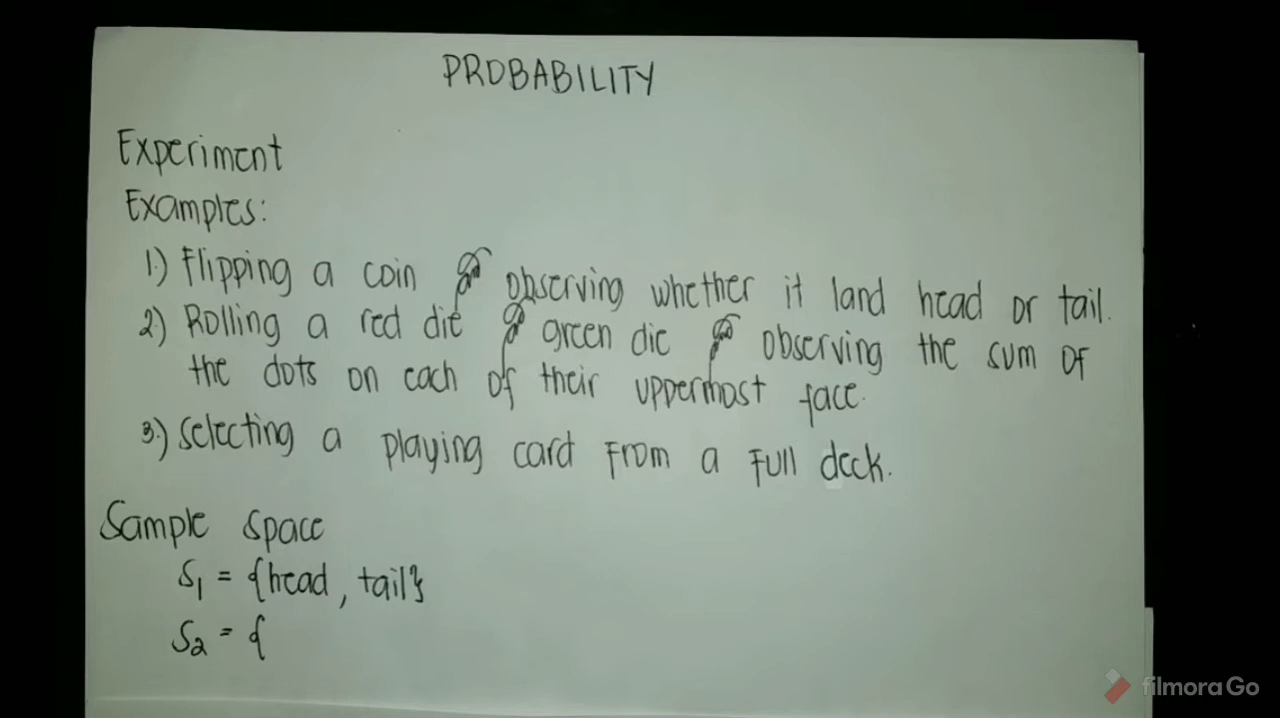 PROBABILITY
Experiment
Examples:
1.) Flipping a coin & observing whether it land head or tail.
2.) Rolling a red die & green die & observing the sum of
the dots on each of their uppermost face.
3.) Selecting a playing card from a full deck.
Sample space
S₁ = {head, tail}
S₂ = {
filmoraGo